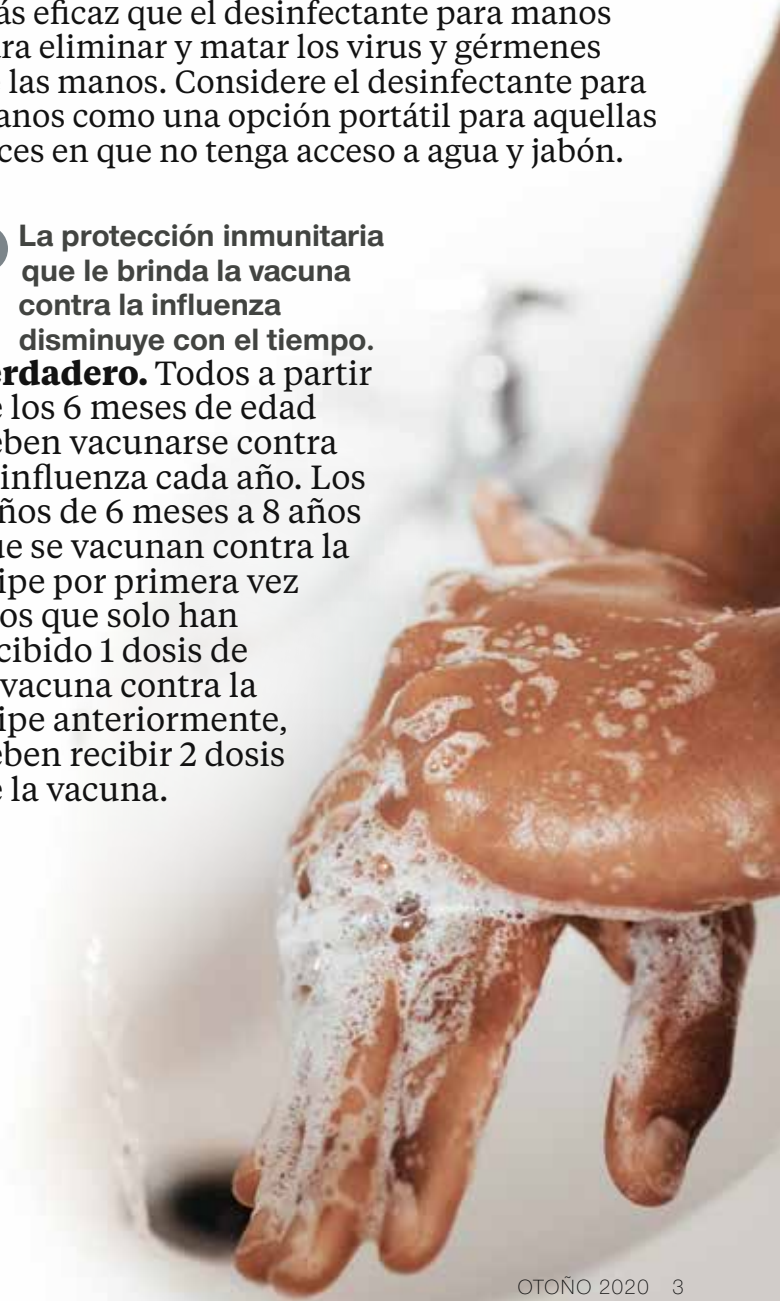 ás eficaz que el desinfectante para manos
ra eliminar y matar los virus y gérmenes
las manos. Considere el desinfectante para
anos como una opción portátil para aquellas
ces en que no tenga acceso a agua y jabón.
La protección inmunitaria
que le brinda la vacuna
contra la influenza
disminuye con el tiempo.
erdadero. Todos a partir
e los 6 meses de edad
eben vacunarse contra
influenza cada año. Los
ños de 6 meses a 8 años
ue se vacunan contra la
ipe por primera vez
os que solo han
cibido 1 dosis de
vacuna contra la
ipe anteriormente,
eben recibir 2 dosis
e la vacuna.
OTOÑO 2020 3